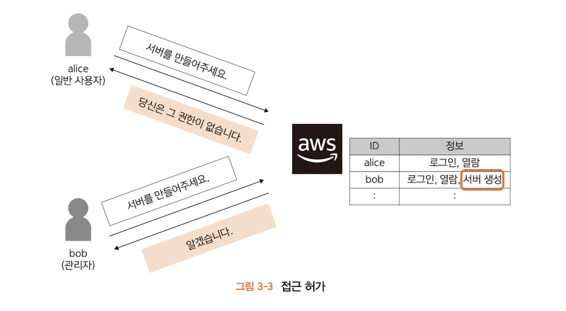 서버를 만들어주세요.
alice
(일반 사용자)
당신은 그 권한이 없습니다.
aws
ID 정보
alice 로그인, 열람
bob 로그인, 열람, 서버 생성
: :
서버를 만들어주세요.
알겠습니다.
bob
(관리자)
그림 3-3 접근 허가